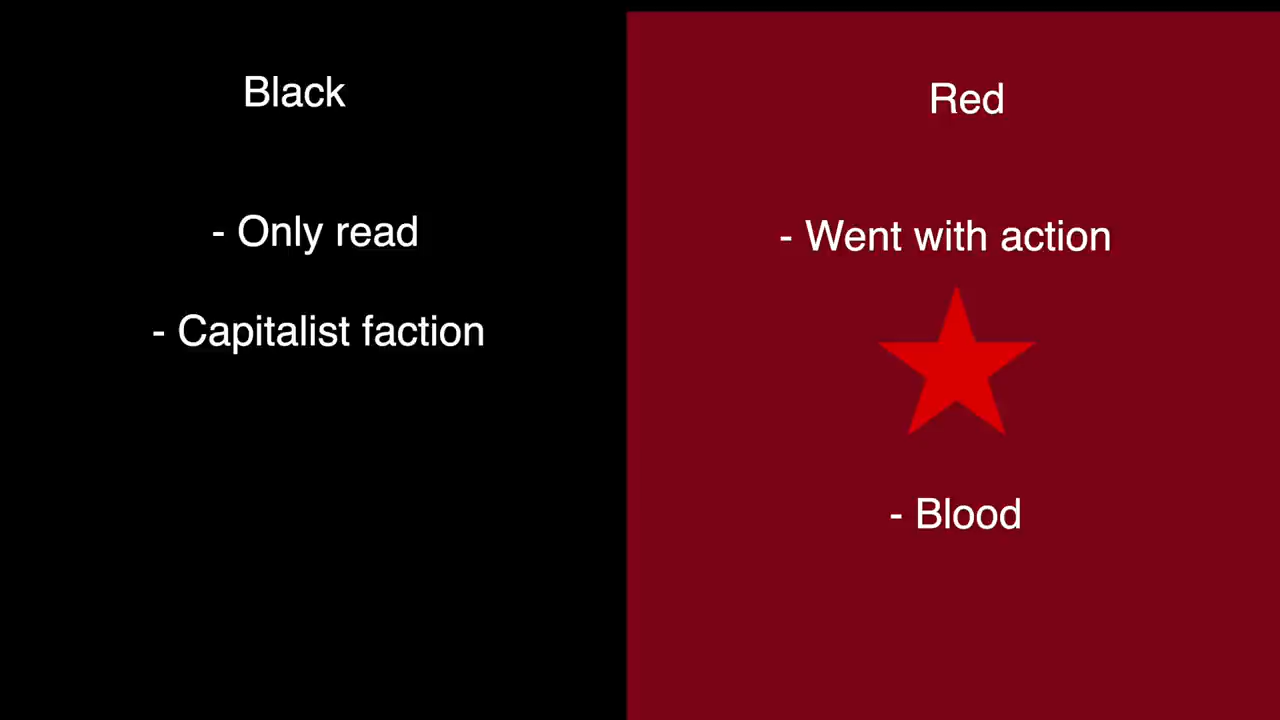 Black
- Only read
- Capitalist faction
Red
- Went with action
- Blood